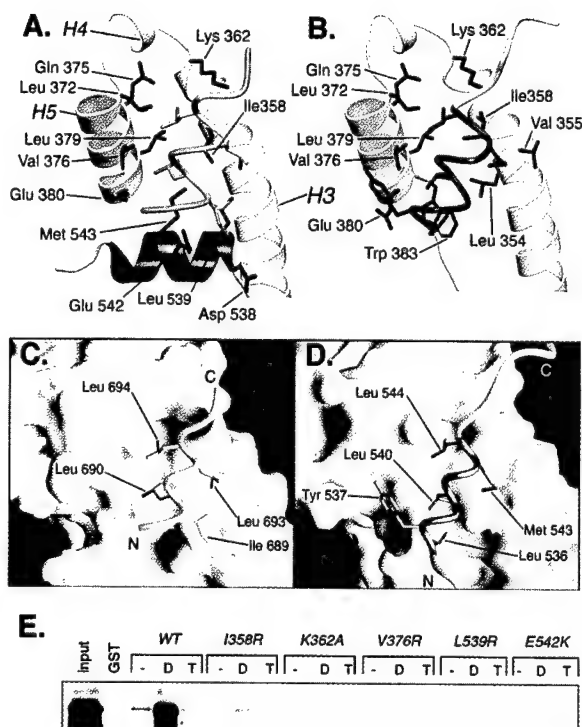 A.
H4
Lys 362
Gln 375
Leu 372
H5
Ile358
Leu 379
Val 376
Glu 380
H3
Met 543
Glu 542
Leu 539
Asp 538
B.
Lys 362
Gln 375
Leu 372
Ile358
Val 355
Leu 379
Val 376
Glu 380
Trp 383
Leu 354
C.
C
Leu 694
Leu 690
Leu 693
N
Ile 689
D.
C
Leu 544
Leu 540
Tyr 537
Met 543
Leu 536
N
E.
input GST WT I358R K362A V376R L539R E542K
- D T - D T - D T - D T - D T - D T